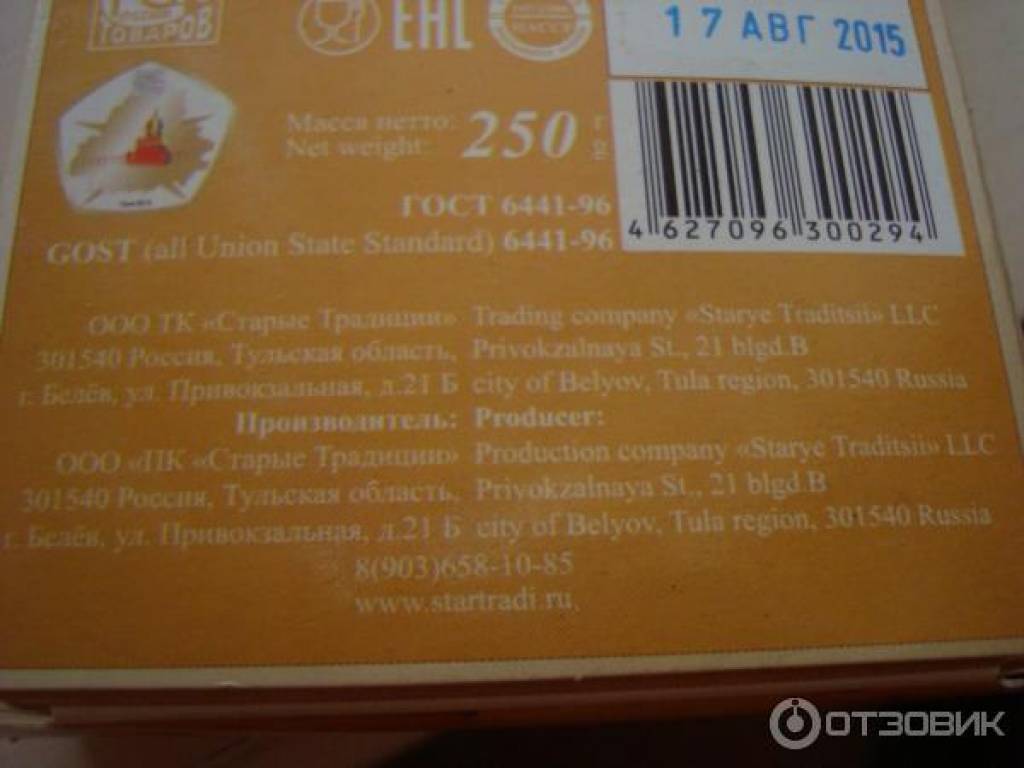 ТОВАРОВ
ЕАС
17 АВГ 2015
Масса нетто: 250 г
Net weight: g
ГОСТ 6441-96
GOST (all Union State Standard) 6441-96
4 627096 300294
ООО ТК «Старые Традиции» Trading company «Starye Traditsii» LLC
301540 Россия, Тульская область, Privokzalnaya St., 21 blgd.B
г. Белёв, ул. Привокзальная, д.21 Б city of Belyov, Tula region, 301540 Russia
Производитель: Producer:
ООО «ПК «Старые Традиции» Production company «Starye Traditsii» LLC
301540 Россия, Тульская область, Privokzalnaya St., 21 blgd.B
г. Белёв, ул. Привокзальная, д.21 Б city of Belyov, Tula region, 301540 Russia
8(903)658-10-85
www.startradi.ru
ОТЗОВИК